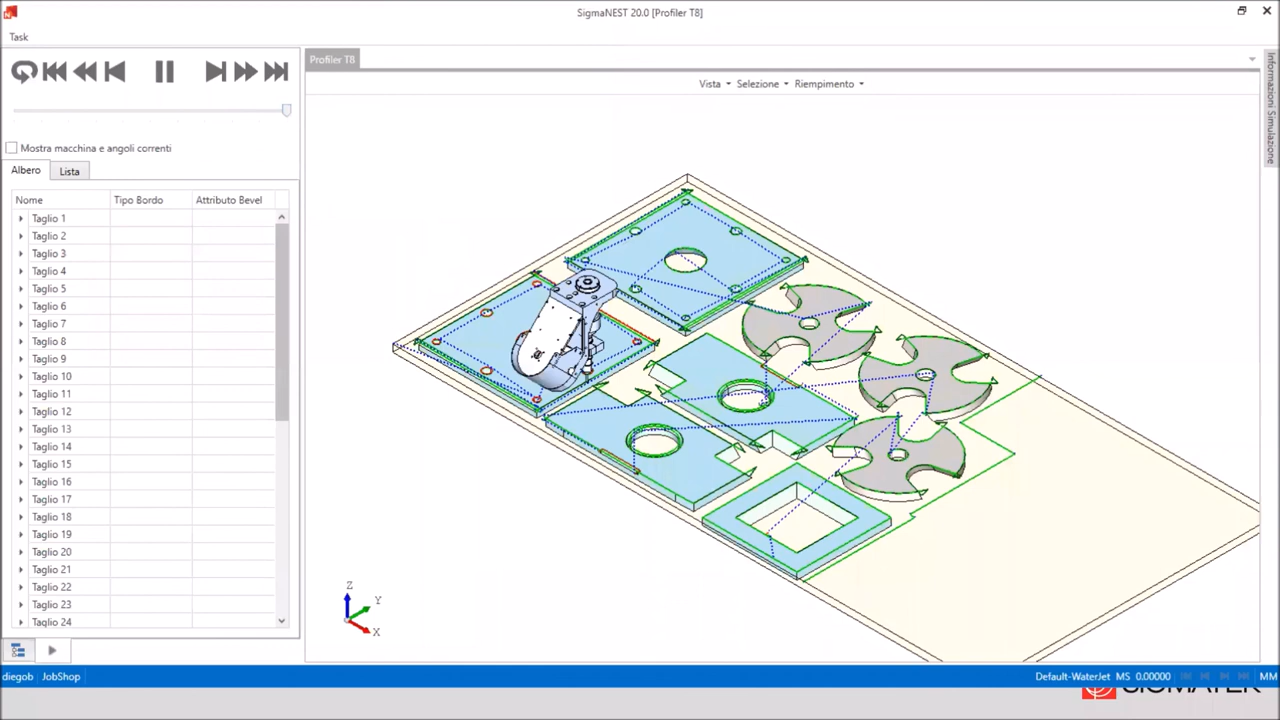 SigmaNEST 20.0 [Profiler T8]
Task
Profiler T8
Informazioni Simulazione
Vista
Selezione
Riempimento
Mostra macchina e angoli correnti
Albero
Lista
Nome
Tipo Bordo
Attributo Bevel
Taglio 1
Taglio 2
Taglio 3
Taglio 4
Taglio 5
Taglio 6
Taglio 7
Taglio 8
Taglio 9
Taglio 10
Taglio 11
Taglio 12
Taglio 13
Taglio 14
Taglio 15
Taglio 16
Taglio 17
Taglio 18
Taglio 19
Taglio 20
Taglio 21
Taglio 22
Taglio 23
Taglio 24
Z
Y
X
diegob
JobShop
Default-WaterJet
MS
0.00000
MM